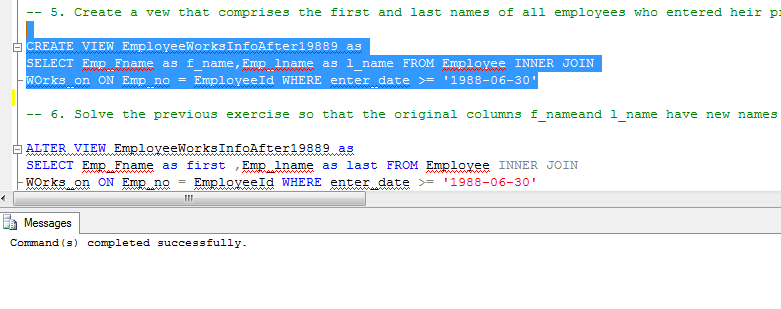 -- 5. Create a vew that comprises the first and last names of all employees who entered heir
CREATE VIEW EmployeeWorksInfoAfter19889 as
SELECT Emp_Fname as f_name,Emp_lname as l_name FROM Employee INNER JOIN
WOrks_on ON Emp_no = EmployeeId WHERE enter_date >= '1988-06-30'
-- 6. Solve the previous exercise so that the original columns f_nameand l_name have new names
ALTER VIEW EmployeeWorksInfoAfter19889 as
SELECT Emp_Fname as first ,Emp_lname as last FROM Employee INNER JOIN
WOrks_on ON Emp_no = EmployeeId WHERE enter_date >= '1988-06-30'
Messages
Command(s) completed successfully.